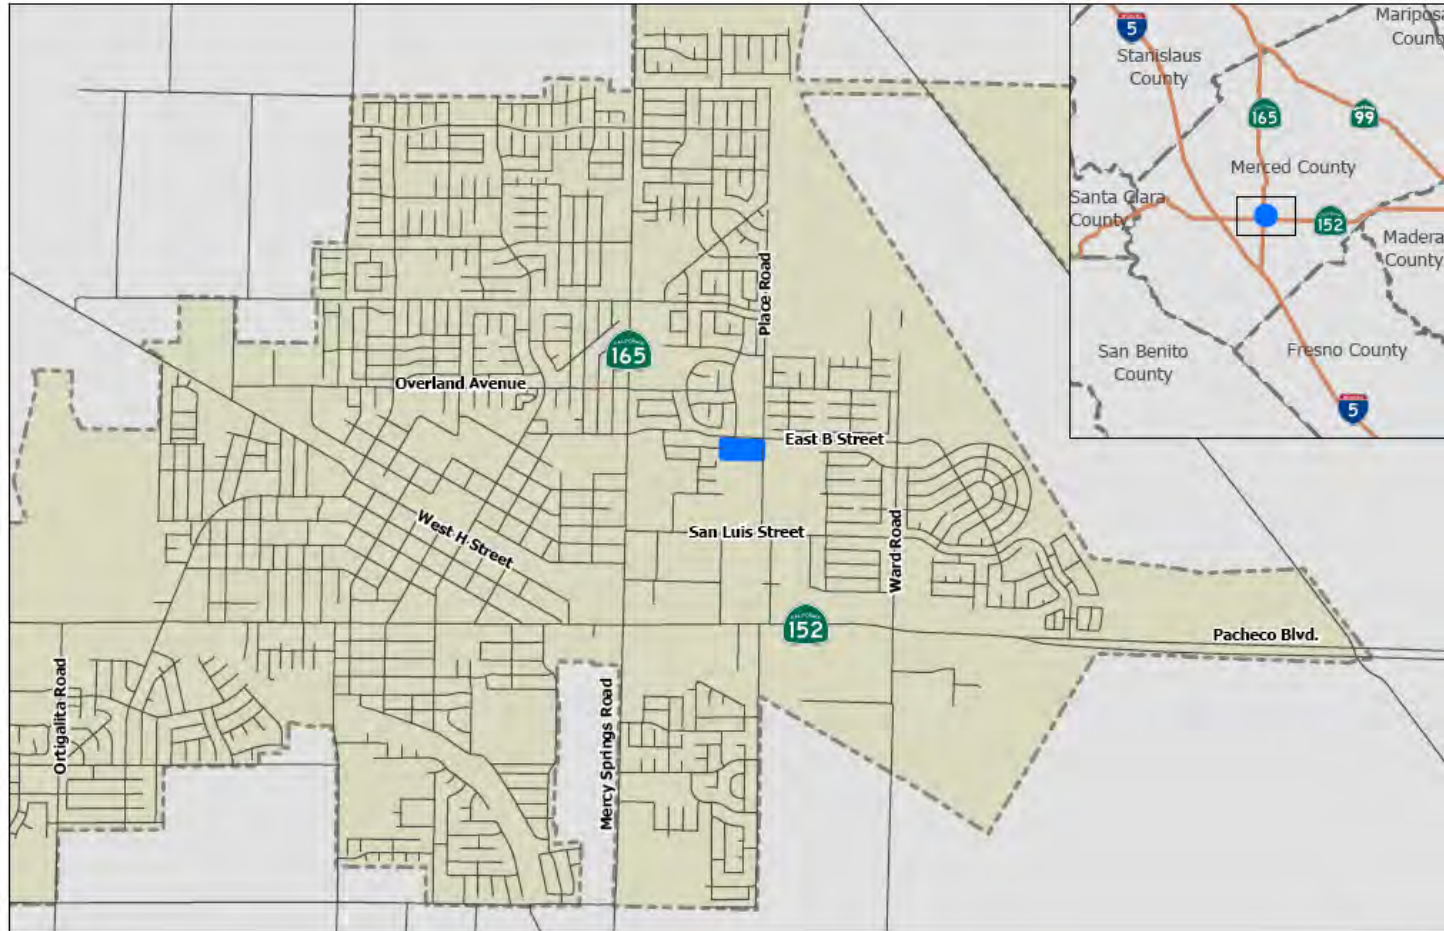 5
Stanislaus
County
165
99
Merced County
Santa Clara
County
152
Madera
County
San Benito
County
Fresno County
5
Place Road
CALIFORNIA
165
Overland Avenue
East B Street
West H Street
San Luis Street
Ward Road
CALIFORNIA
152
Pacheco Blvd.
Ortigalita Road
Mercy Springs Road